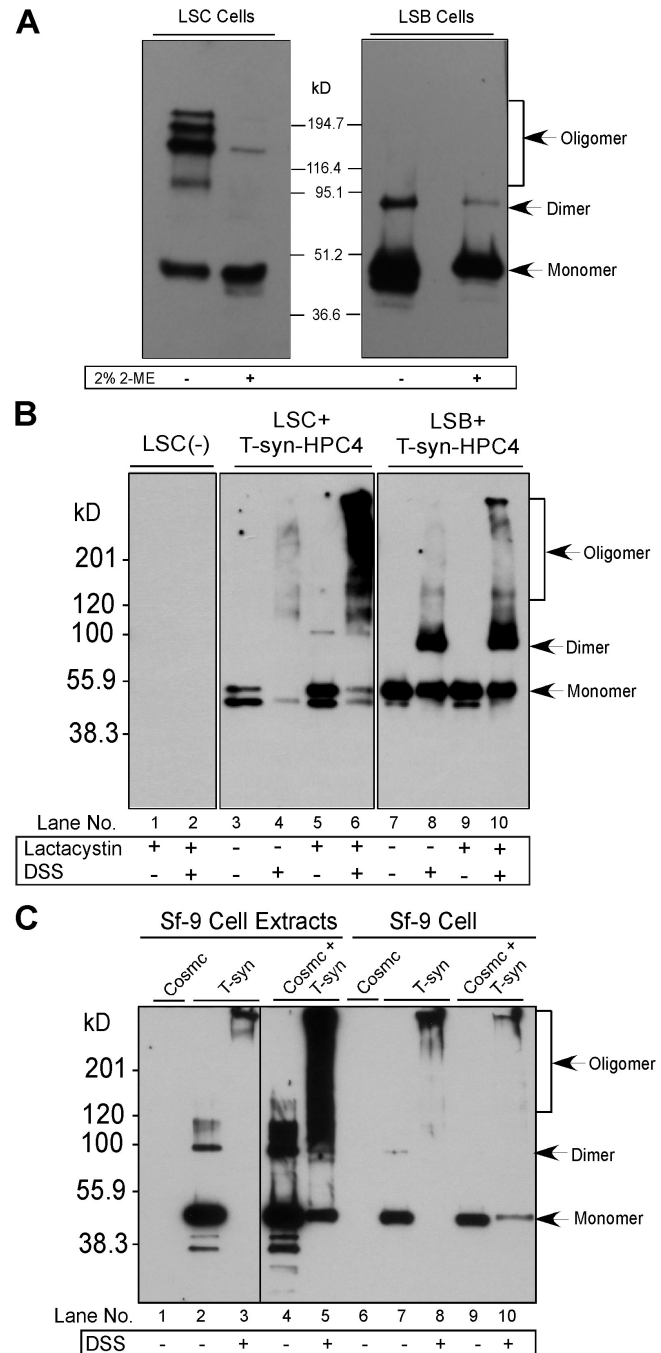 A
LSC Cells
LSB Cells
kD
194.7
116.4
95.1
51.2
36.6
Oligomer
Dimer
Monomer
2% 2-ME - + - +
B
LSC(-)
LSC+
T-syn-HPC4
LSB+
T-syn-HPC4
kD
201
120
100
55.9
38.3
Oligomer
Dimer
Monomer
Lane No. 1 2 3 4 5 6 7 8 9 10
Lactacystin + + - - + + - - + +
DSS - + - + - + - + - +
C
Sf-9 Cell Extracts
Sf-9 Cell
Cosmc
T-syn
Cosmc +
T-syn
Cosmc
T-syn
Cosmc +
T-syn
kD
201
120
100
55.9
38.3
Oligomer
Dimer
Monomer
Lane No. 1 2 3 4 5 6 7 8 9 10
DSS - - + - + - - + - +